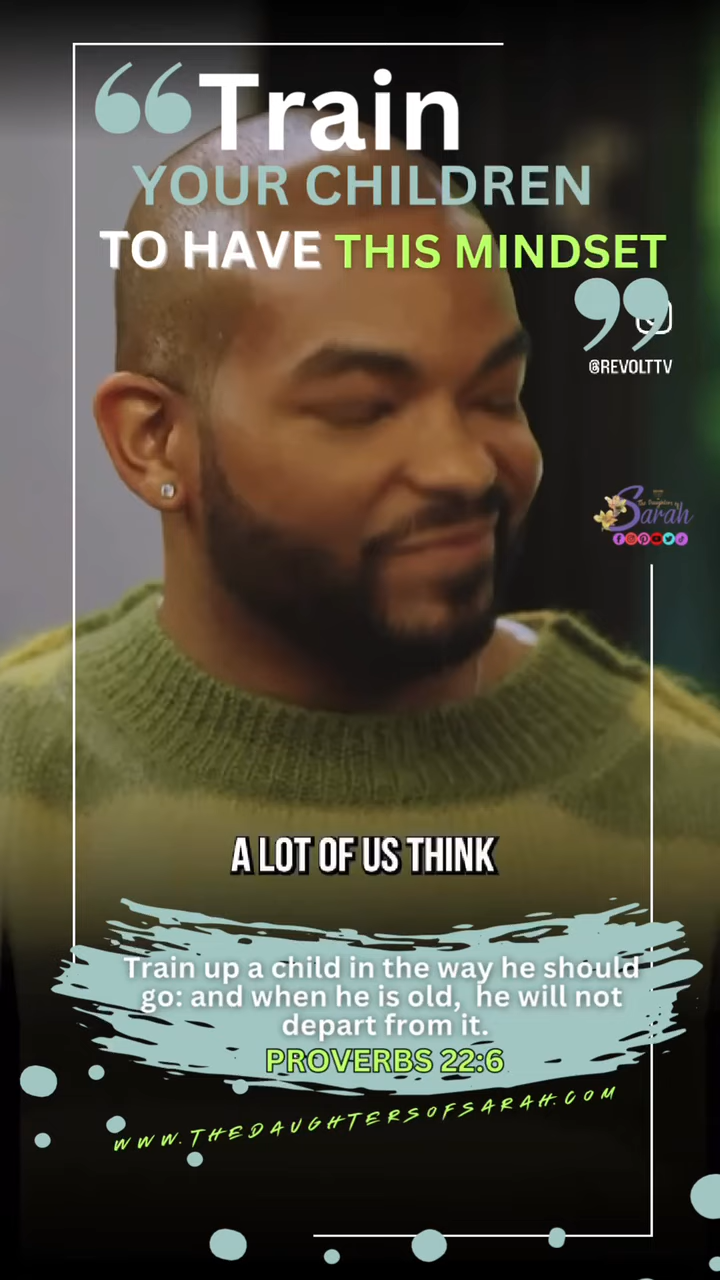 “Train
YOUR CHILDREN
TO HAVE THIS MINDSET
”
@REVOLTTV
Sarah
A LOT OF US THINK
Train up a child in the way he should
go: and when he is old, he will not
depart from it.
PROVERBS 22:6
WWW.THEDAUGHTERSOFSARAH.COM